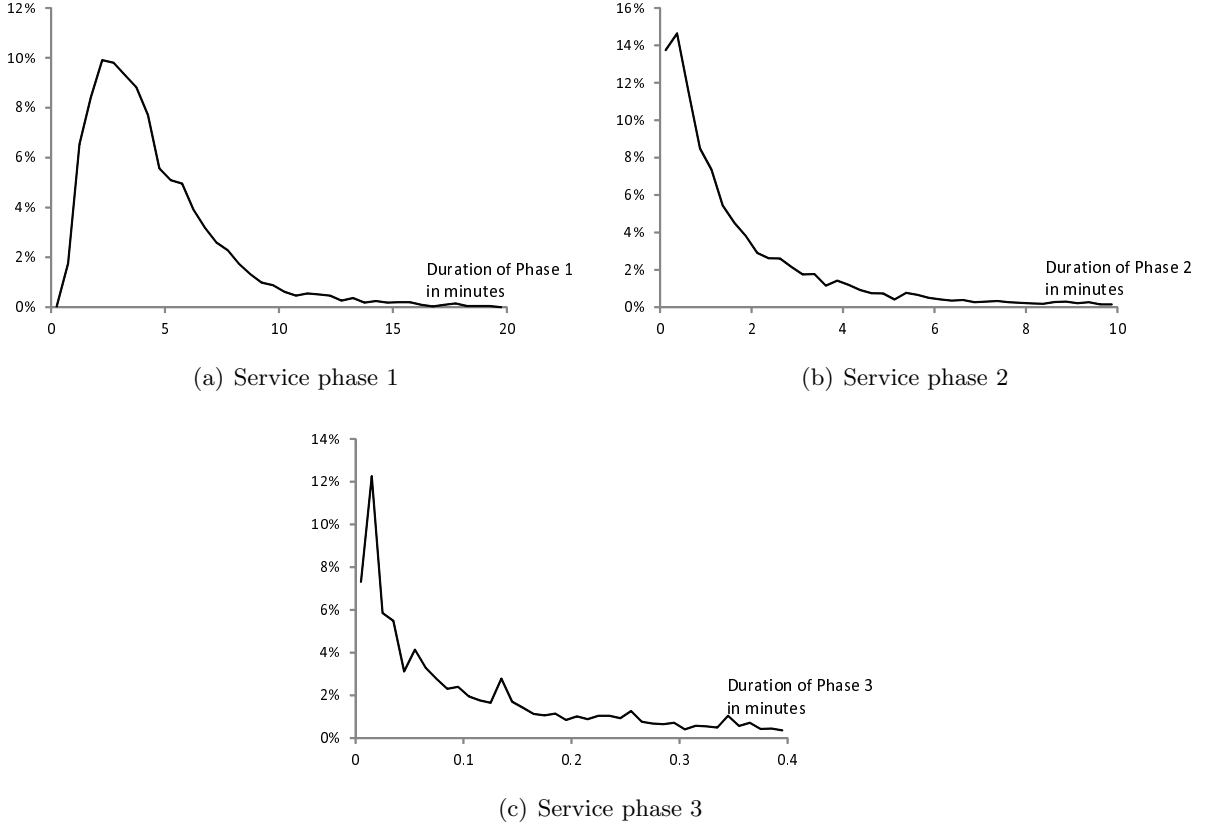 12%
10%
8%
6%
4%
2%
0%
0 5 10 15 20
Duration of Phase 1
in minutes
(a) Service phase 1
16%
14%
12%
10%
8%
6%
4%
2%
0%
0 2 4 6 8 10
Duration of Phase 2
in minutes
(b) Service phase 2
14%
12%
10%
8%
6%
4%
2%
0%
0 0.1 0.2 0.3 0.4
Duration of Phase 3
in minutes
(c) Service phase 3